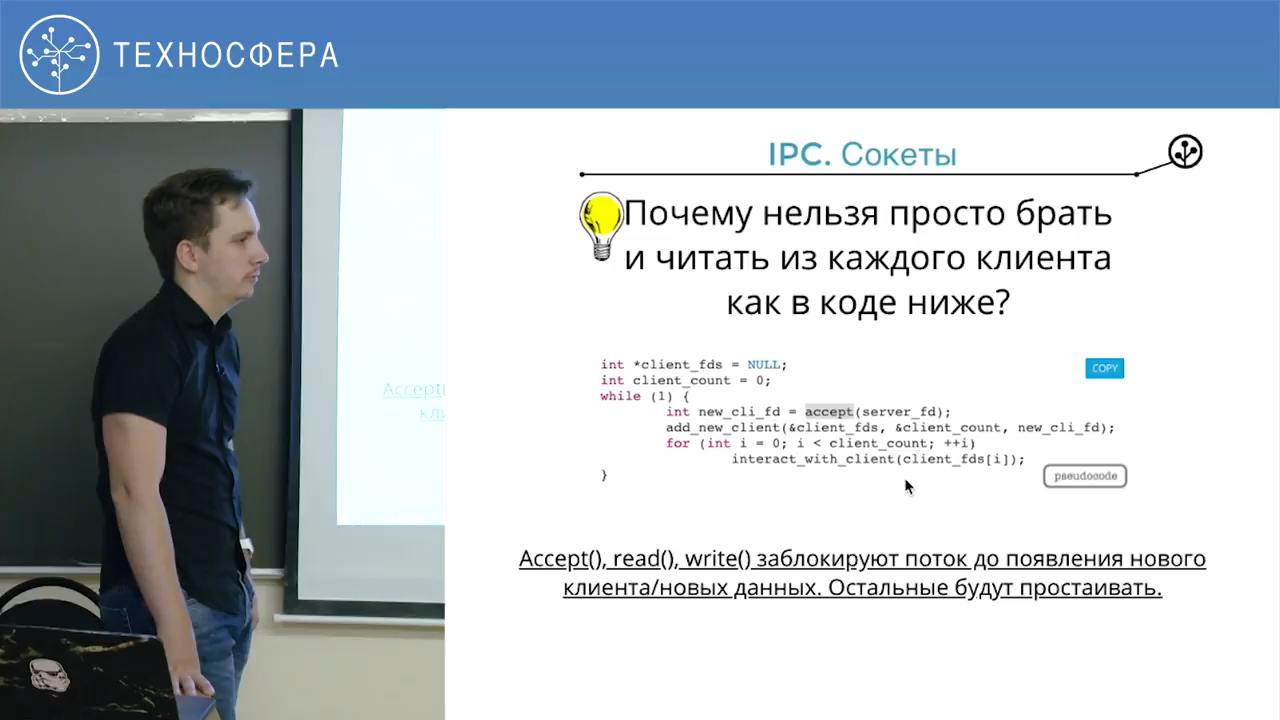 ТЕХНОСФЕРА
IPC. Сокеты
Почему нельзя просто брать
и читать из каждого клиента
как в коде ниже?
int *client_fds = NULL;
COPY
int client_count = 0;
while (1) {
int new_cli_fd = accept(server_fd);
add_new_client(&client_fds, &client_count, new_cli_fd);
for (int i = 0; i < client_count; ++i)
interact_with_client(client_fds[i]);
}
pseudocode
Accept(), read(), write() заблокируют поток до появления нового
клиента/новых данных. Остальные будут простаивать.
Accept(
кли